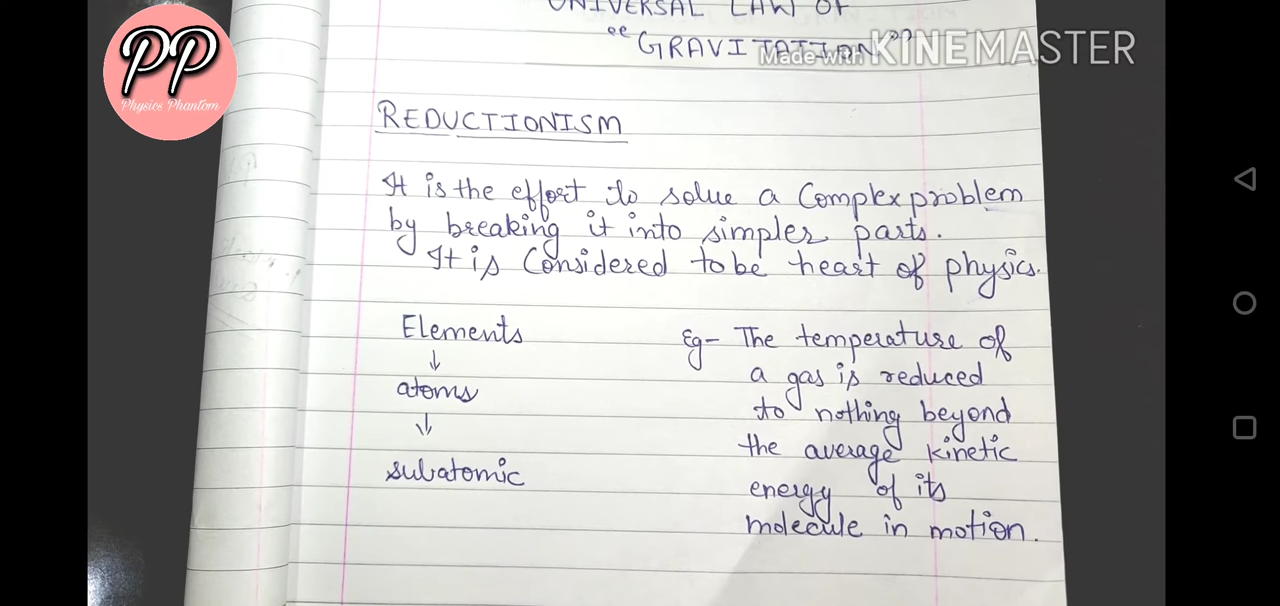 UNIVERSAL LAW OF
"GRAVITATION"
Made with KINEMASTER
PP
Physics Phantom
REDUCTIONISM
It is the effort to solve a Complex problem
by breaking it into simpler parts.
It is Considered to be heart of physics.
Elements
↓
atoms
↓
subatomic
Eg- The temperature of
a gas is reduced
to nothing beyond
the average kinetic
energy of its
molecule in motion.